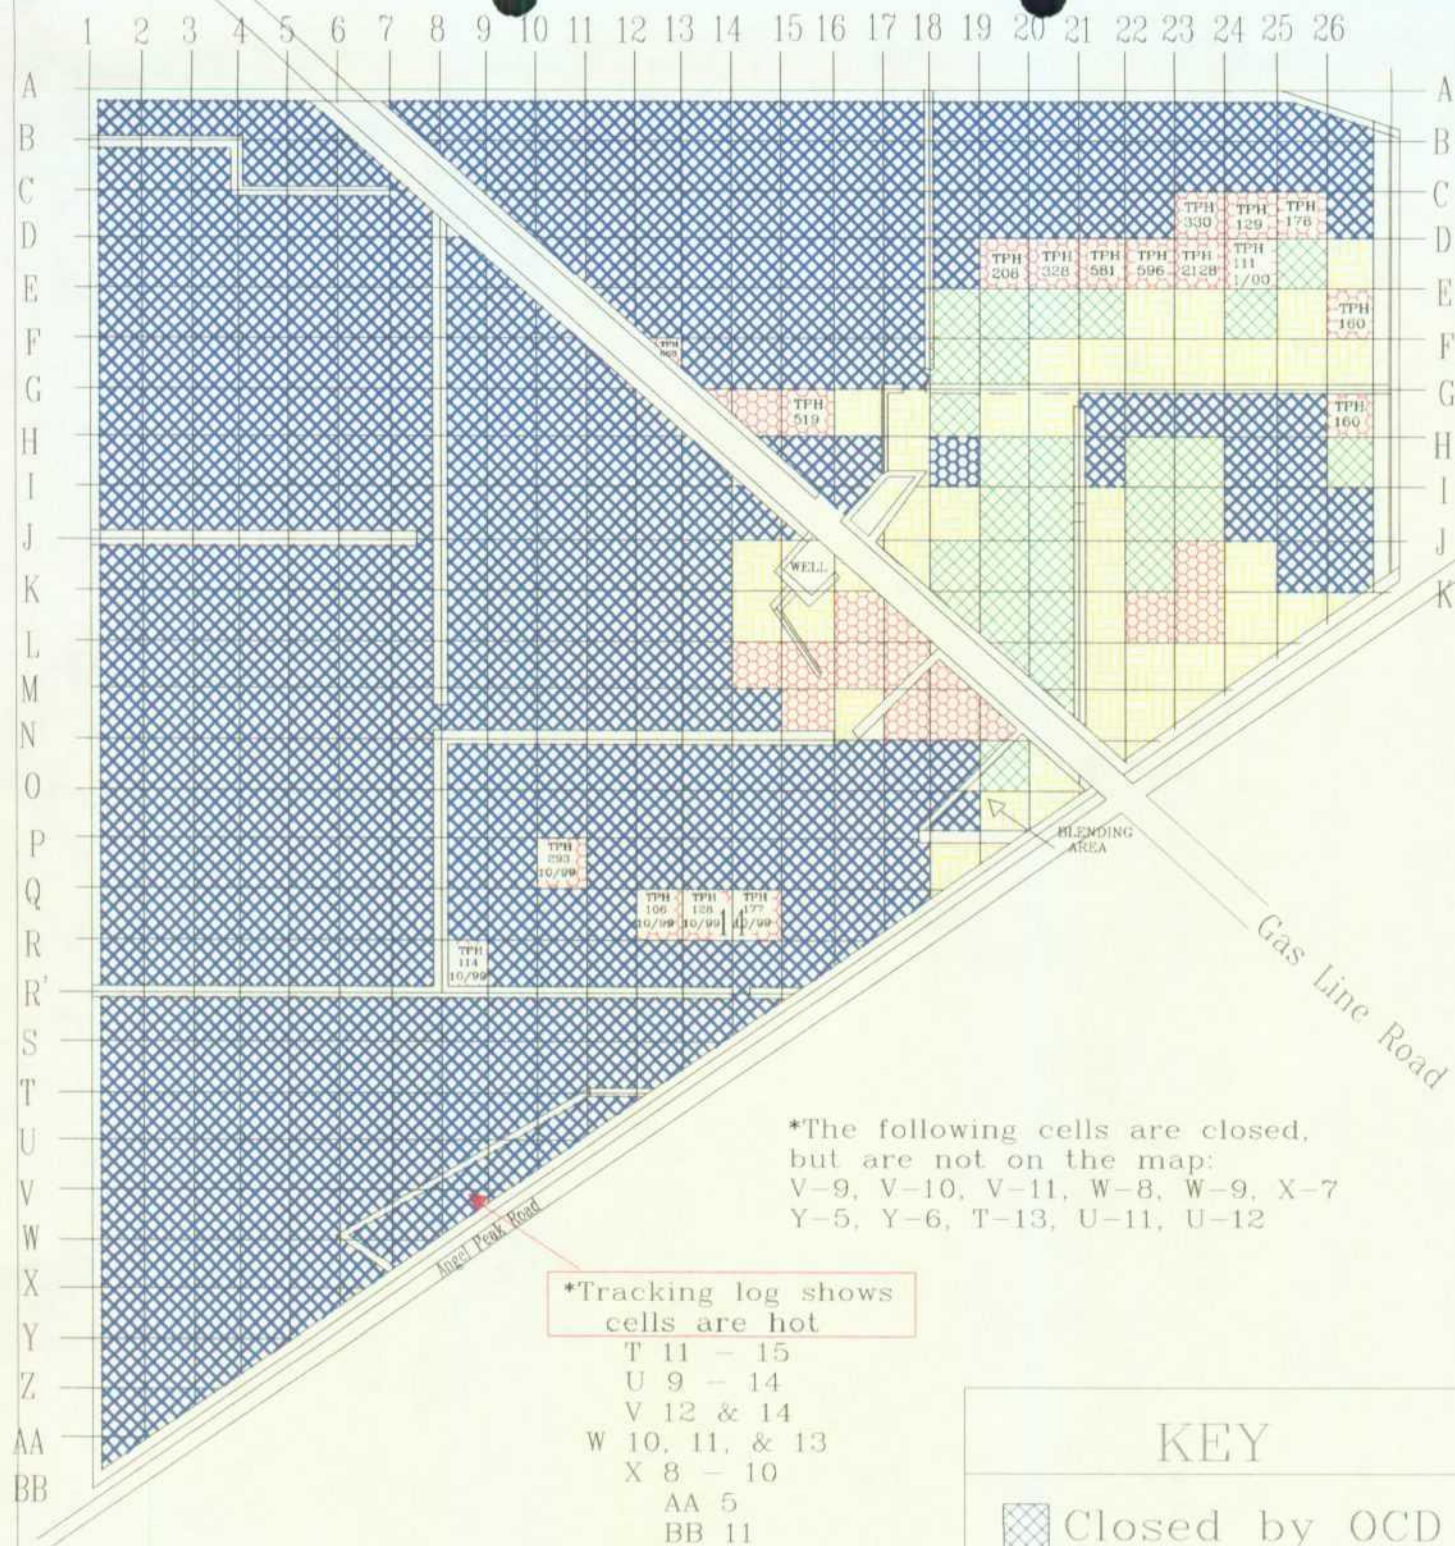 1 2 3 4 5 6 7 8 9 10 11 12 13 14 15 16 17 18 19 20 21 22 23 24 25 26
A A
B B
C C
TPH 330 TPH 129 TPH 178
D D
TPH 208 TPH 328 TPH 581 TPH 596 TPH 2128 TPH 111 1/00
E E
TPH 160
F F
TPH
G G
TPH 519 TPH 160
H H
I I
J J
WELL
K K
L
M
N
O
BLENDING AREA
P
TPH 293 10/99
Q
TPH 106 10/99 TPH 128 10/99 14 TPH 177 10/99
R
TPH 114 10/99
R'
S
T
U
V
W
X
Y
Z
AA
BB
Gas Line Road
Angel Peak Road
*The following cells are closed,
but are not on the map:
V-9, V-10, V-11, W-8, W-9, X-7
Y-5, Y-6, T-13, U-11, U-12
*Tracking log shows
cells are hot
T 11 - 15
U 9 - 14
V 12 & 14
W 10, 11, & 13
X 8 - 10
AA 5
BB 11
KEY
Closed by OCD